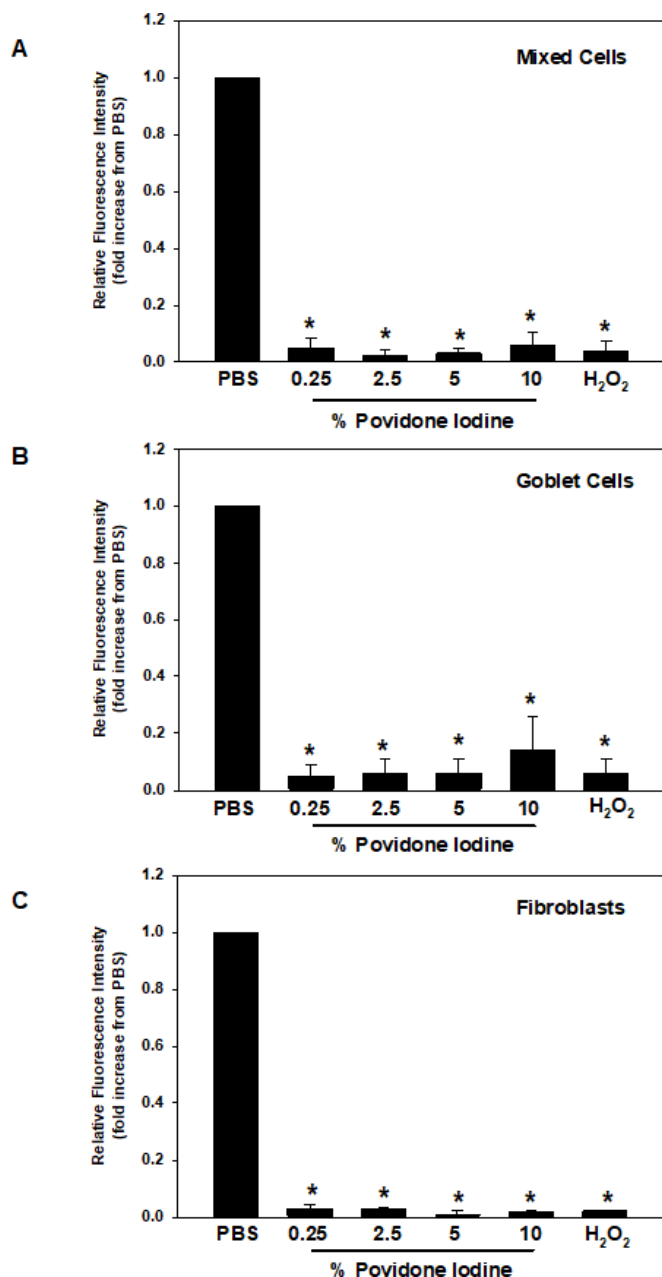 A
Mixed Cells
Relative Fluorescence Intensity
(fold increase from PBS)
1.2
1.0
0.8
0.6
0.4
0.2
0.0
* * * * *
PBS 0.25 2.5 5 10 H₂O₂
% Povidone Iodine
B
Goblet Cells
Relative Fluorescence Intensity
(fold increase from PBS)
1.2
1.0
0.8
0.6
0.4
0.2
0.0
* * * * *
PBS 0.25 2.5 5 10 H₂O₂
% Povidone Iodine
C
Fibroblasts
Relative Fluorescence Intensity
(fold increase from PBS)
1.2
1.0
0.8
0.6
0.4
0.2
0.0
* * * * *
PBS 0.25 2.5 5 10 H₂O₂
% Povidone Iodine